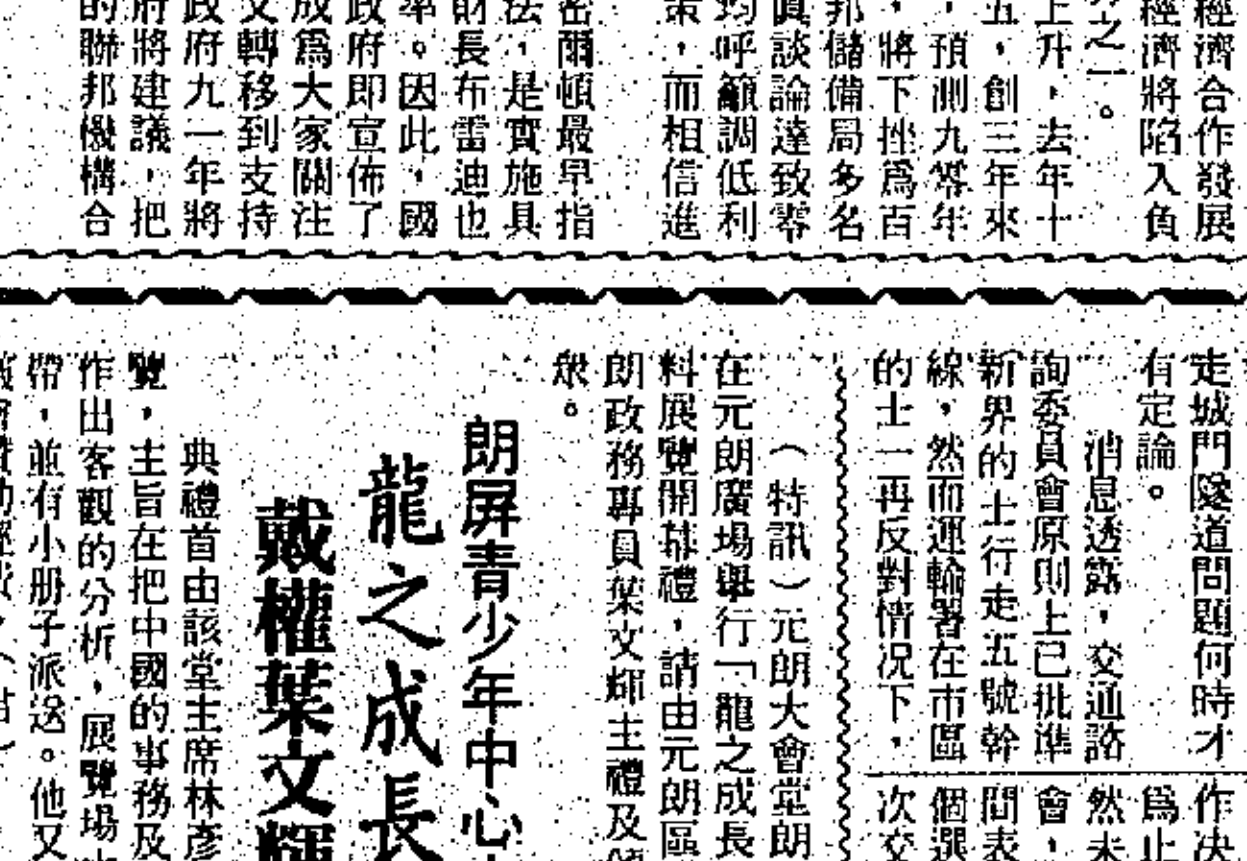 經濟合作發展
經濟將陷入負
之一。
上升，去年十
五，創三年來
，預測九零年
，將下挫爲百
邦儲備局多名
眞談論達致零
均呼籲調低利
策，而相信進
密爾頓最早指
法，是實施具
財長布雷迪也
準。因此，國
政府即宣佈了
成爲大家關注
文轉移到支持
政府九一年將
府將建議，把
的聯邦機構合
走城門隧道問題何時才
有定論。
消息透露，交通諮
詢委員會原則上已批準
新界的士行走五號幹
線，然而運輸署在市區
的士一再反對情况下，
作决
爲止
然未
會，
間表
個選
次交
（特訊）元朗大會堂朗
在元朗廣場舉行「龍之成長
料展覽開幕禮，請由元朗區
朗政務專員葉文輝主禮及
衆。
朗屏青少年中心
龍之成長
戴權葉文輝
典禮首由該堂主席林彥
覽，主旨在把中國的事務及
作出客觀的分析，展覽場
帶，並有小册子派送。他又